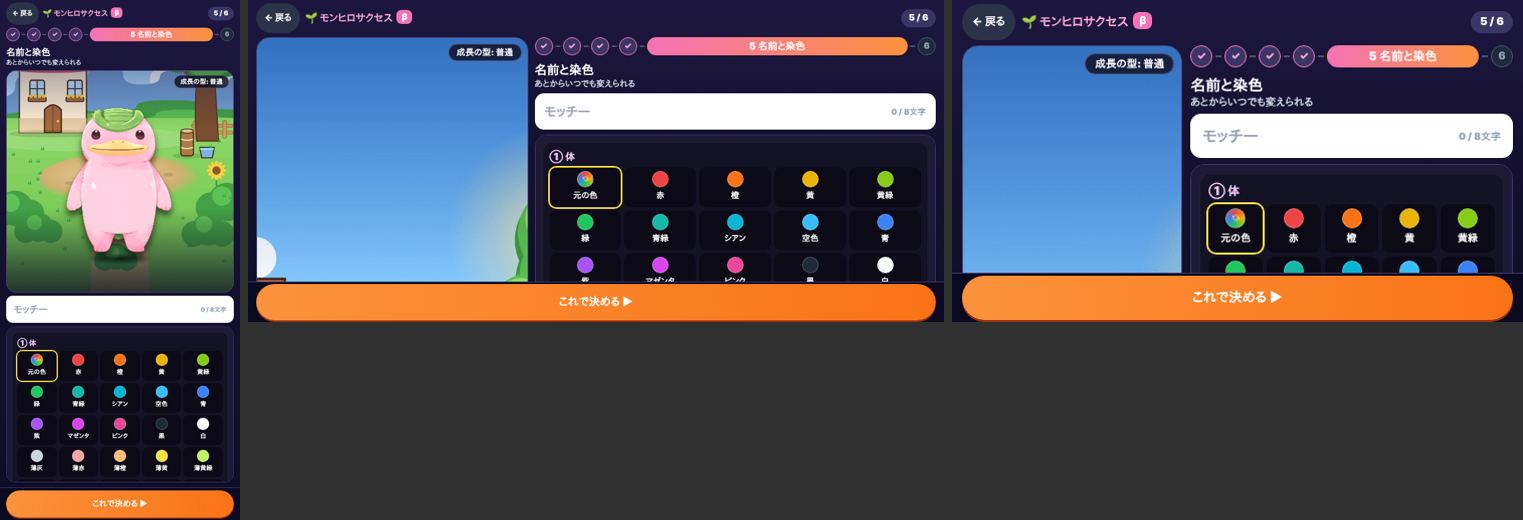 ← 戻る
🌱 モンヒロサクセス β
5 / 6
5 名前と染色
6
名前と染色
あとからいつでも変えられる
成長の型: 普通
モッチー
0 / 8文字
① 体
元の色 赤 橙 黄 黄緑
緑 青緑 シアン 空色 青
紫 マゼンタ ピンク 黒 白
薄灰 薄赤 薄橙 薄黄 薄黄緑
これで決める ▶
← 戻る
🌱 モンヒロサクセス β
5 / 6
成長の型: 普通
5 名前と染色
6
名前と染色
あとからいつでも変えられる
モッチー
0 / 8文字
① 体
元の色 赤 橙 黄 黄緑
緑 青緑 シアン 空色 青
紫 マゼンタ ピンク 黒 白
これで決める ▶
← 戻る
🌱 モンヒロサクセス β
5 / 6
成長の型: 普通
5 名前と染色
6
名前と染色
あとからいつでも変えられる
モッチー
0 / 8文字
① 体
元の色 赤 橙 黄 黄緑
これで決める ▶